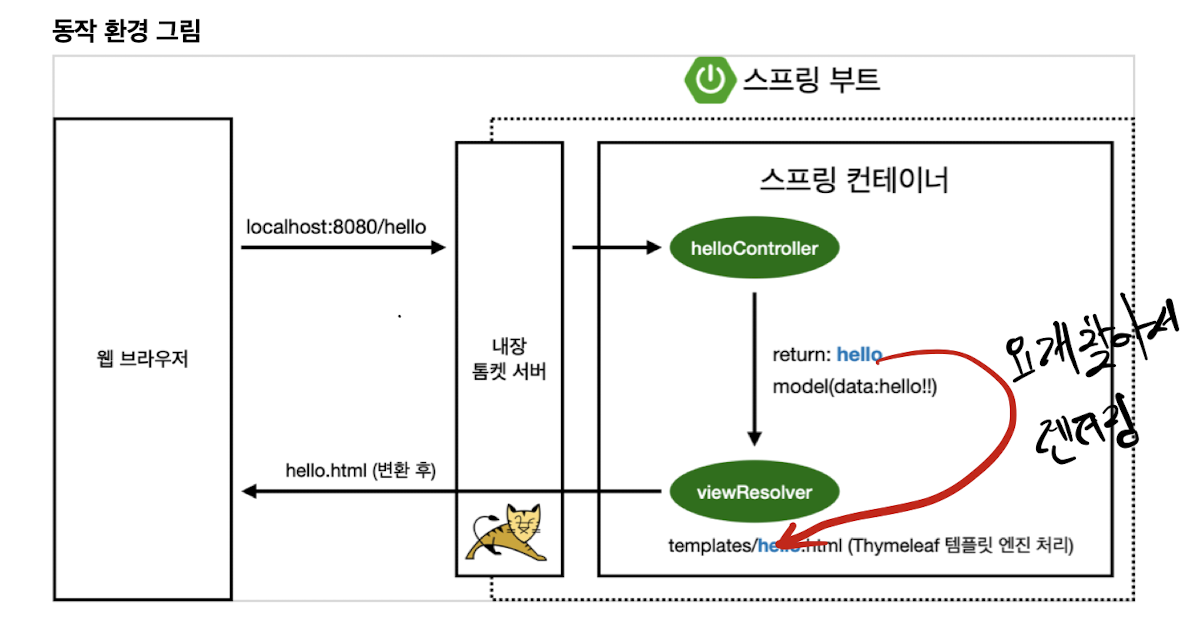 동작 환경 그림
스프링 부트
스프링 컨테이너
localhost:8080/hello
helloController
웹 브라우저
내장
톰켓 서버
return: hello
model(data:hello!!)
요개 찾아서
렌더링
hello.html (변환 후)
viewResolver
templates/hello.html (Thymeleaf 템플릿 엔진 처리)